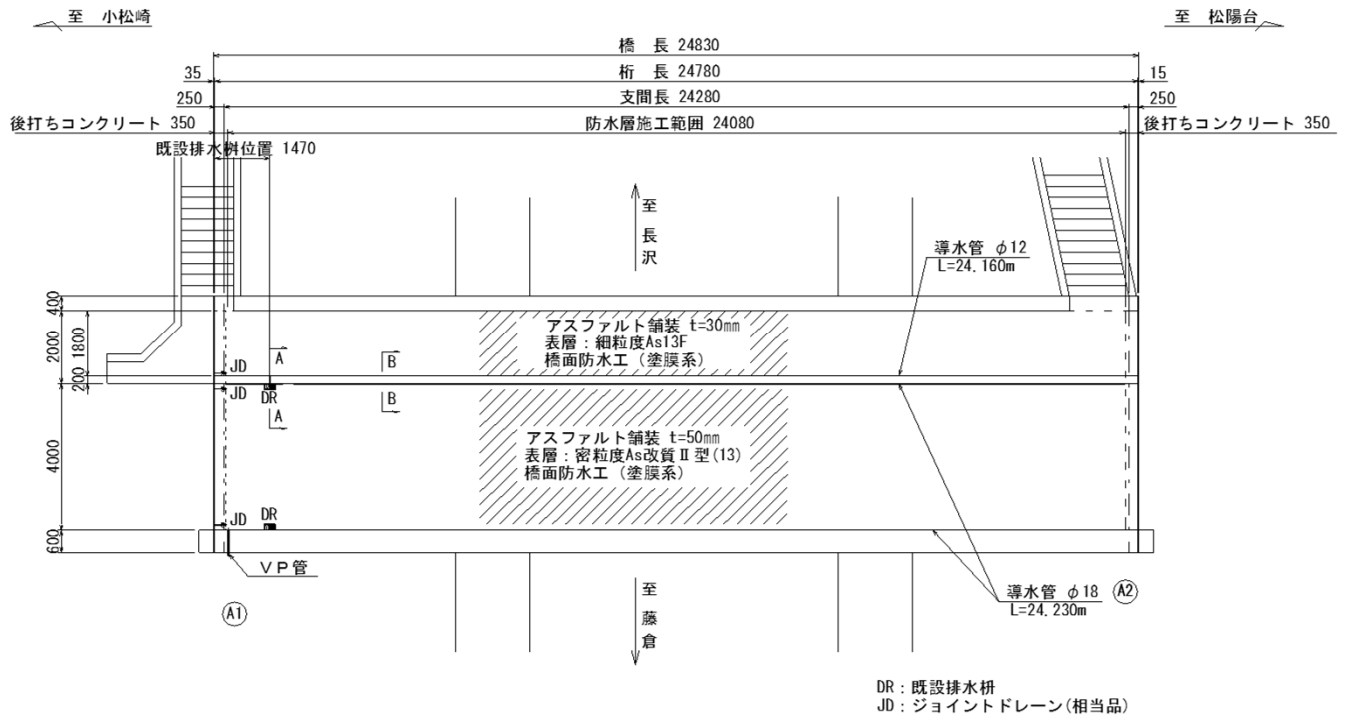 至 小松崎
至 松陽台
橋 長 24830
35
桁 長 24780
15
250
支間長 24280
250
後打ちコンクリート 350
防水層施工範囲 24080
後打ちコンクリート 350
既設排水桝位置 1470
至長沢
導水管 φ12
L=24.160m
400
2000
1800
200
4000
600
アスファルト舗装 t=30mm
表層：細粒度As13F
橋面防水工（塗膜系）
A
B
JD
JD
DR
A
B
アスファルト舗装 t=50mm
表層：密粒度As改質Ⅱ型(13)
橋面防水工（塗膜系）
JD
DR
ＶＰ管
A1
至藤倉
導水管 φ18
L=24.230m
A2
DR：既設排水枡
JD：ジョイントドレーン(相当品)